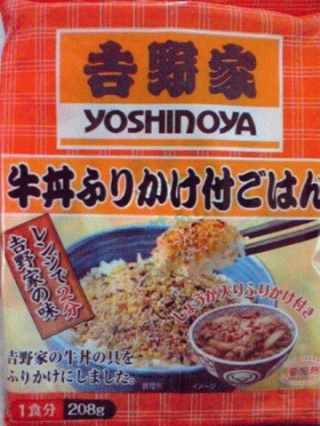 吉野家
YOSHINOYA
牛丼ふりかけ付ごはん
レンジで2分
吉野家の味
しょうが入りふりかけ付き
吉野家の牛丼の具を
ふりかけにしました。
調理例
イメージ
1食分 208g